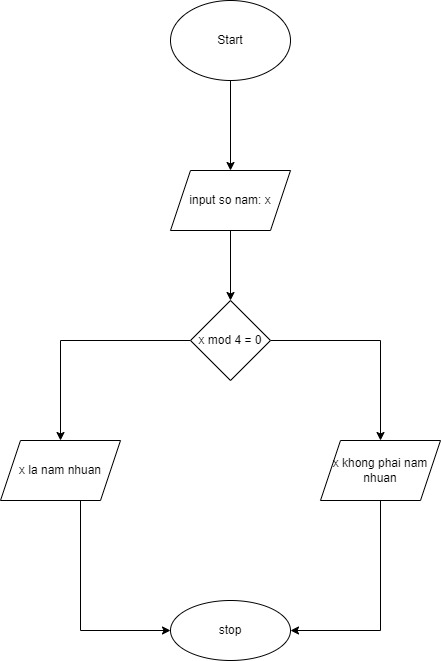 Start
input so nam: x
x mod 4 = 0
x la nam nhuan
x khong phai nam
nhuan
stop